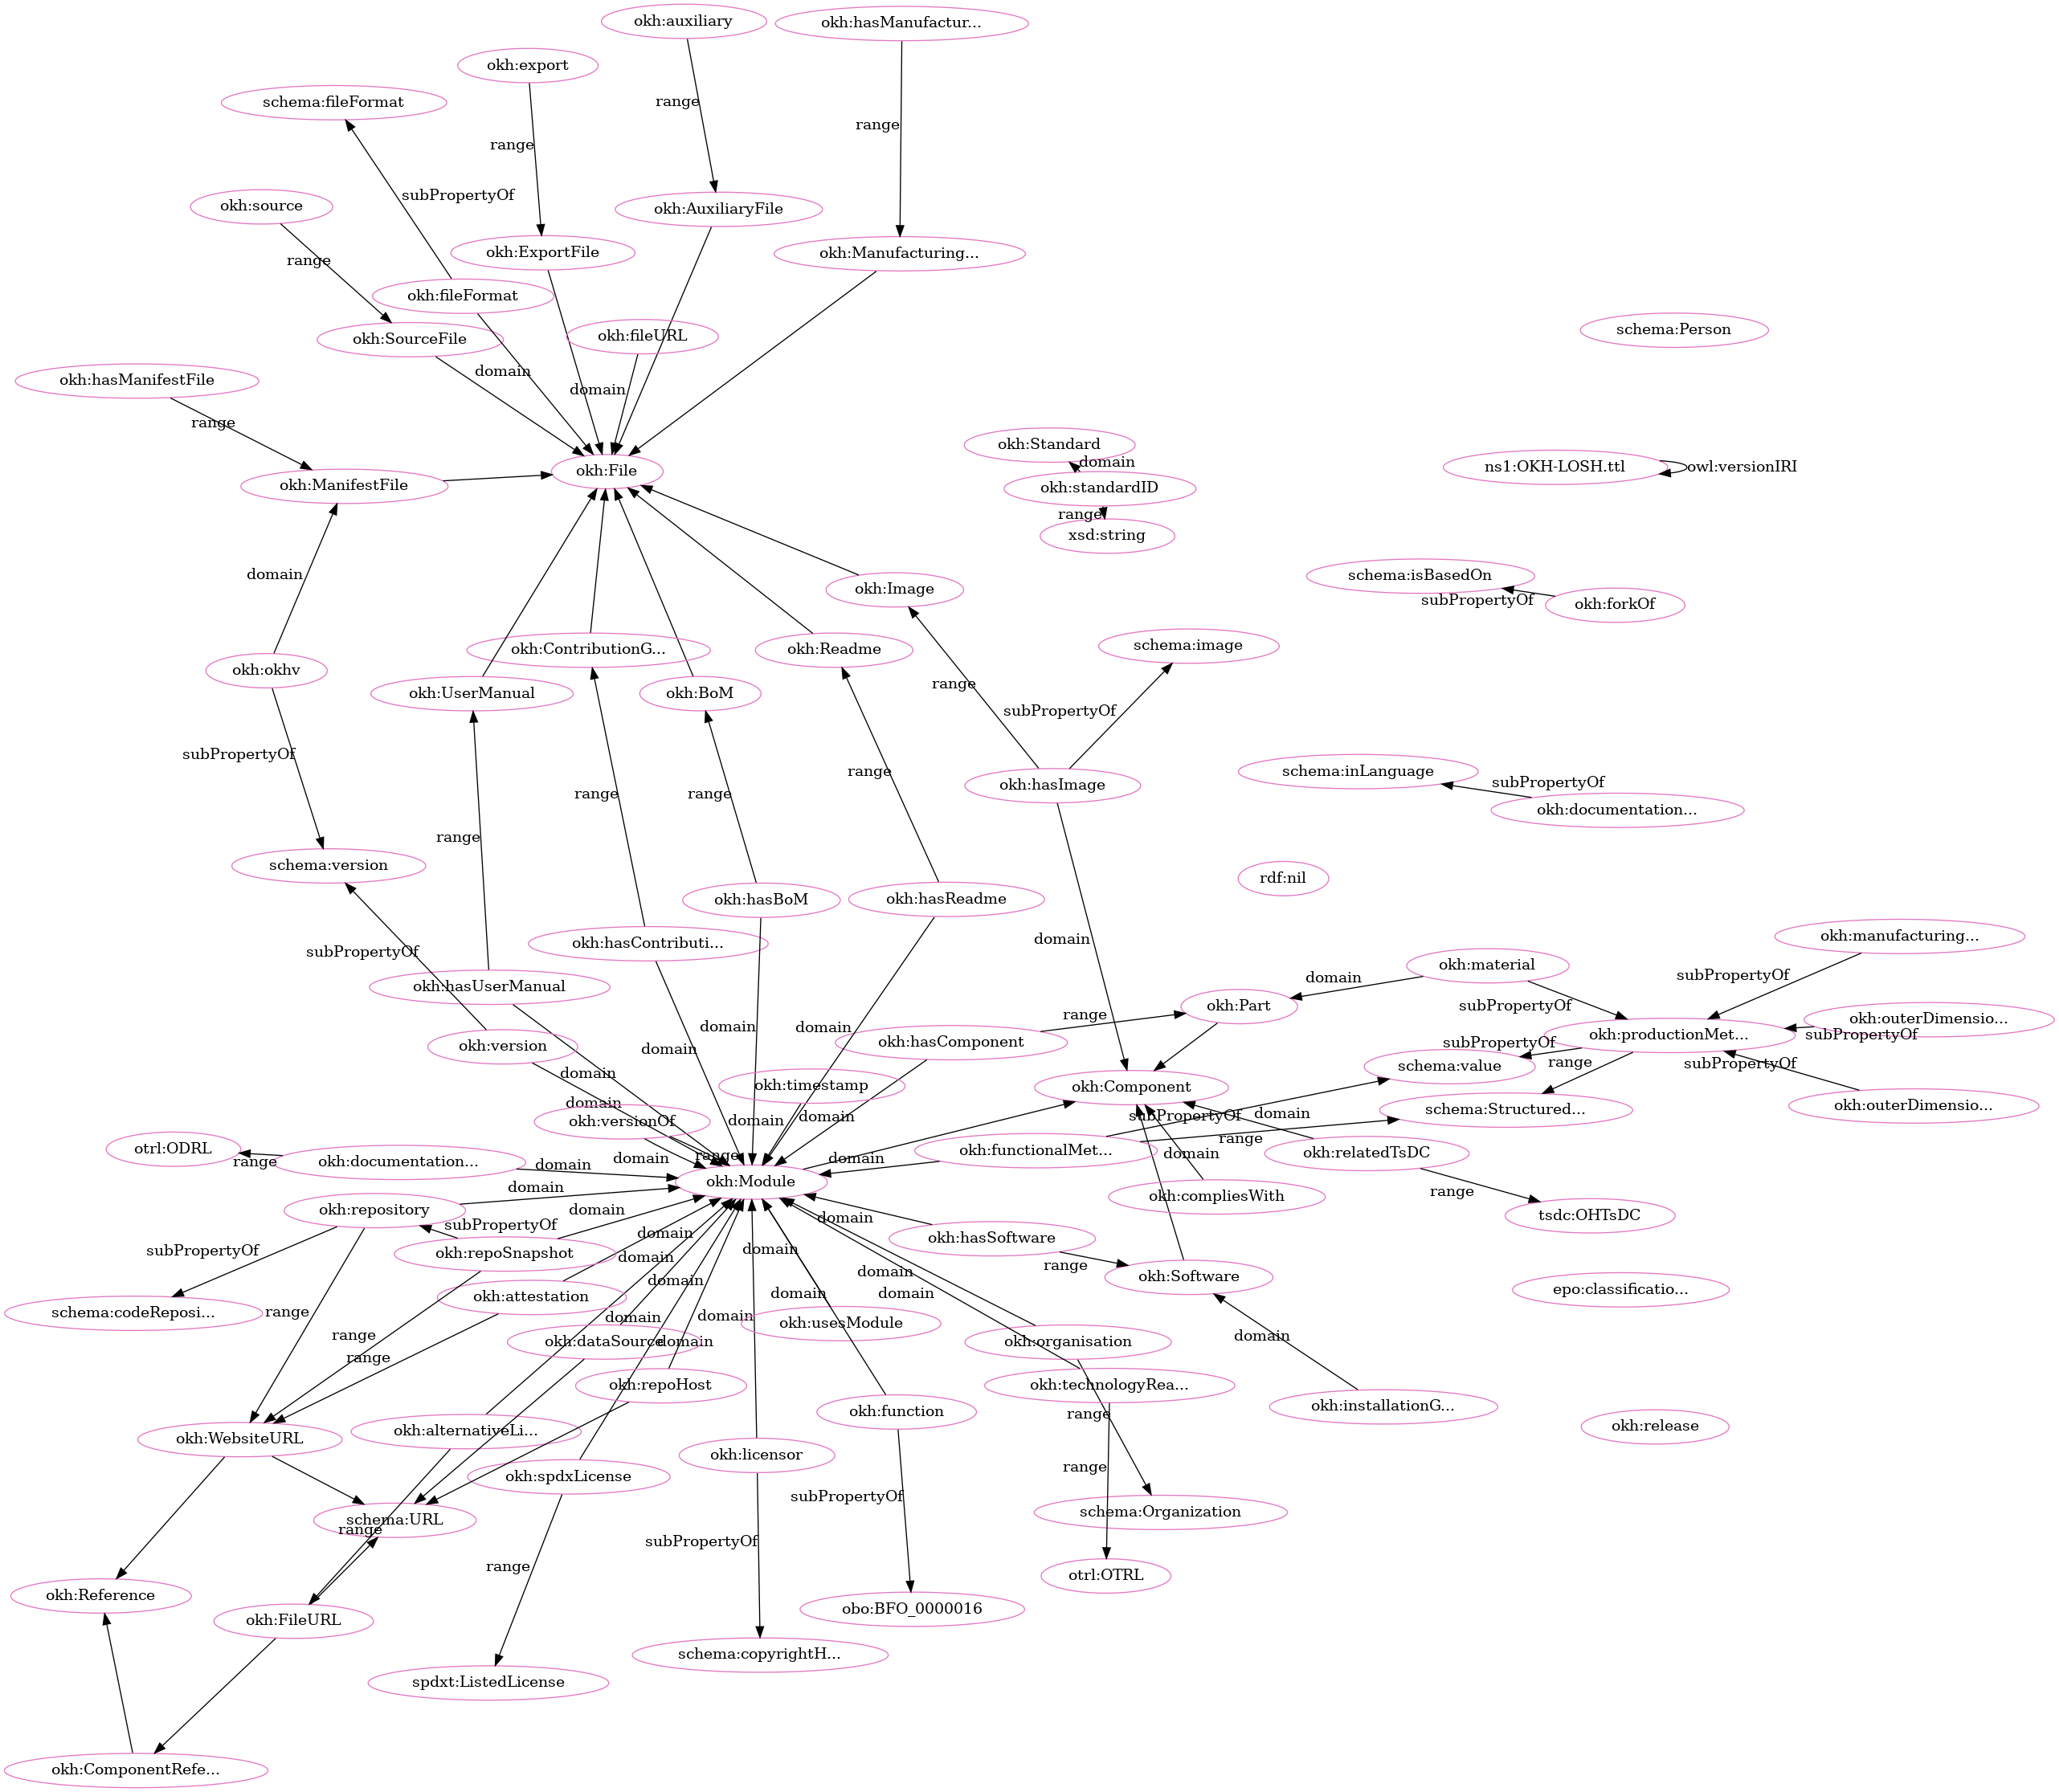 okh:auxiliary
okh:hasManufactur...
okh:export
schema:fileFormat
range
range
range
subPropertyOf
okh:source
okh:AuxiliaryFile
okh:ExportFile
okh:Manufacturing...
range
okh:fileFormat
okh:SourceFile
okh:fileURL
schema:Person
domain
okh:hasManifestFile
domain
range
okh:Standard
domain
okh:File
ns1:OKH-LOSH.ttl
owl:versionIRI
okh:ManifestFile
okh:standardID
range
xsd:string
domain
schema:isBasedOn
subPropertyOf
okh:forkOf
okh:Image
okh:ContributionG...
okh:Readme
schema:image
okh:okhv
okh:UserManual
okh:BoM
range
subPropertyOf
subPropertyOf
range
range
range
okh:hasImage
schema:inLanguage
subPropertyOf
okh:documentation...
range
schema:version
rdf:nil
okh:hasBoM
okh:hasReadme
okh:hasContributi...
domain
okh:manufacturing...
subPropertyOf
okh:hasUserManual
okh:material
domain
subPropertyOf
subPropertyOf
okh:Part
range
okh:version
domain
domain
domain
okh:hasComponent
okh:productionMet...
okh:outerDimensio...
subPropertyOf
subPropertyOf
schema:value
range
subPropertyOf
domain
okh:timestamp
okh:Component
domain
okh:versionOf
domain
domain
subPropertyOf
domain
schema:Structured...
okh:outerDimensio...
otrl:ODRL
range
okh:documentation...
domain
domain
range
okh:functionalMet...
range
domain
okh:relatedTsDC
domain
okh:Module
okh:repository
domain
okh:compliesWith
range
tsdc:OHTsDC
subPropertyOf
subPropertyOf
domain
okh:repoSnapshot
domain
domain
domain
domain
okh:hasSoftware
range
okh:Software
schema:codeReposi...
range
okh:attestation
domain
domain
domain
domain
epo:classificatio...
range
range
domain
okh:dataSource
domain
domain
okh:usesModule
okh:organisation
domain
okh:repoHost
okh:technologyRea...
okh:alternativeLi...
okh:function
range
okh:installationG...
okh:release
okh:WebsiteURL
okh:spdxLicense
okh:licensor
range
subPropertyOf
schema:URL
range
schema:Organization
subPropertyOf
range
okh:Reference
otrl:OTRL
okh:FileURL
obo:BFO_0000016
schema:copyrightH...
spdxt:ListedLicense
okh:ComponentRefe...